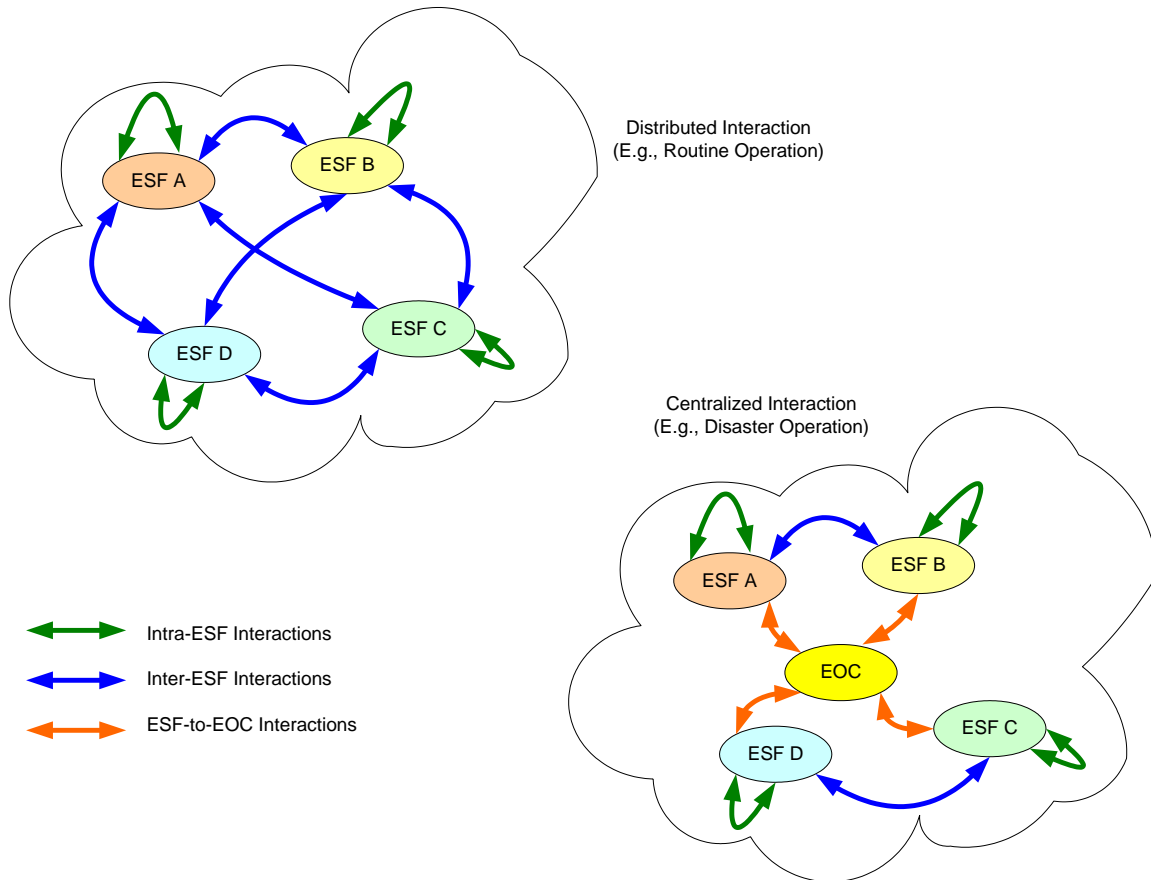 Distributed Interaction
(E.g., Routine Operation)
ESF A
ESF B
ESF C
ESF D
Centralized Interaction
(E.g., Disaster Operation)
ESF A
ESF B
EOC
ESF C
ESF D
Intra-ESF Interactions
Inter-ESF Interactions
ESF-to-EOC Interactions